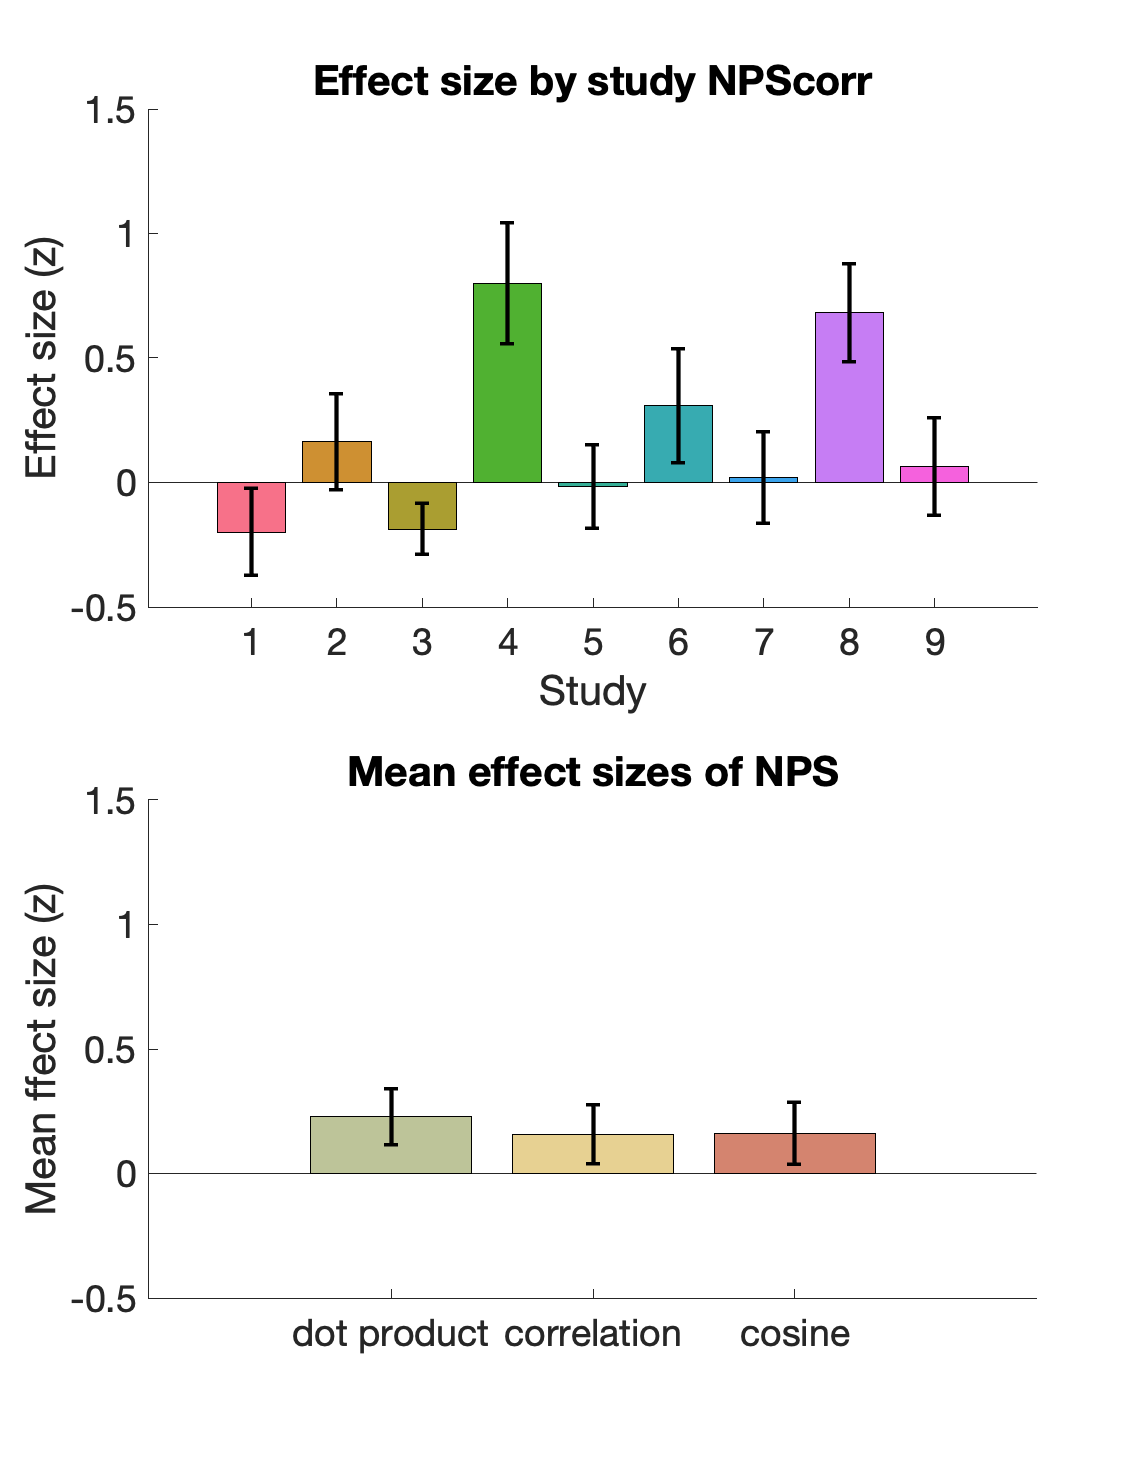 Effect size by study NPScorr
1.5
1
0.5
0
-0.5
Effect size (z)
1 2 3 4 5 6 7 8 9
Study
Mean effect sizes of NPS
1.5
1
0.5
0
-0.5
Mean ffect size (z)
dot product correlation cosine